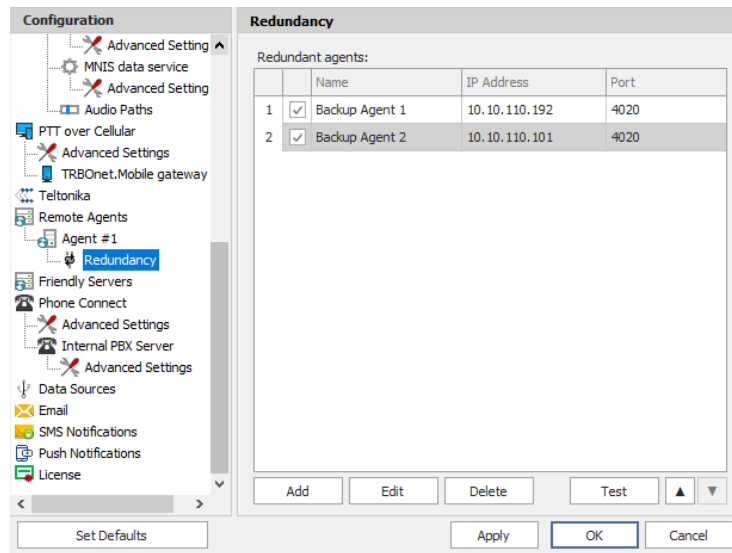 Configuration
Advanced Setting
MNIS data service
Advanced Setting
Audio Paths
PTT over Cellular
Advanced Settings
TRBOnet.Mobile gateway
Teltonika
Remote Agents
Agent #1
Redundancy
Friendly Servers
Phone Connect
Advanced Settings
Internal PBX Server
Advanced Settings
Data Sources
Email
SMS Notifications
Push Notifications
License
Set Defaults
Redundancy
Redundant agents:
Name IP Address Port
1 Backup Agent 1 10.10.110.192 4020
2 Backup Agent 2 10.10.110.101 4020
Add Edit Delete Test
Apply OK Cancel